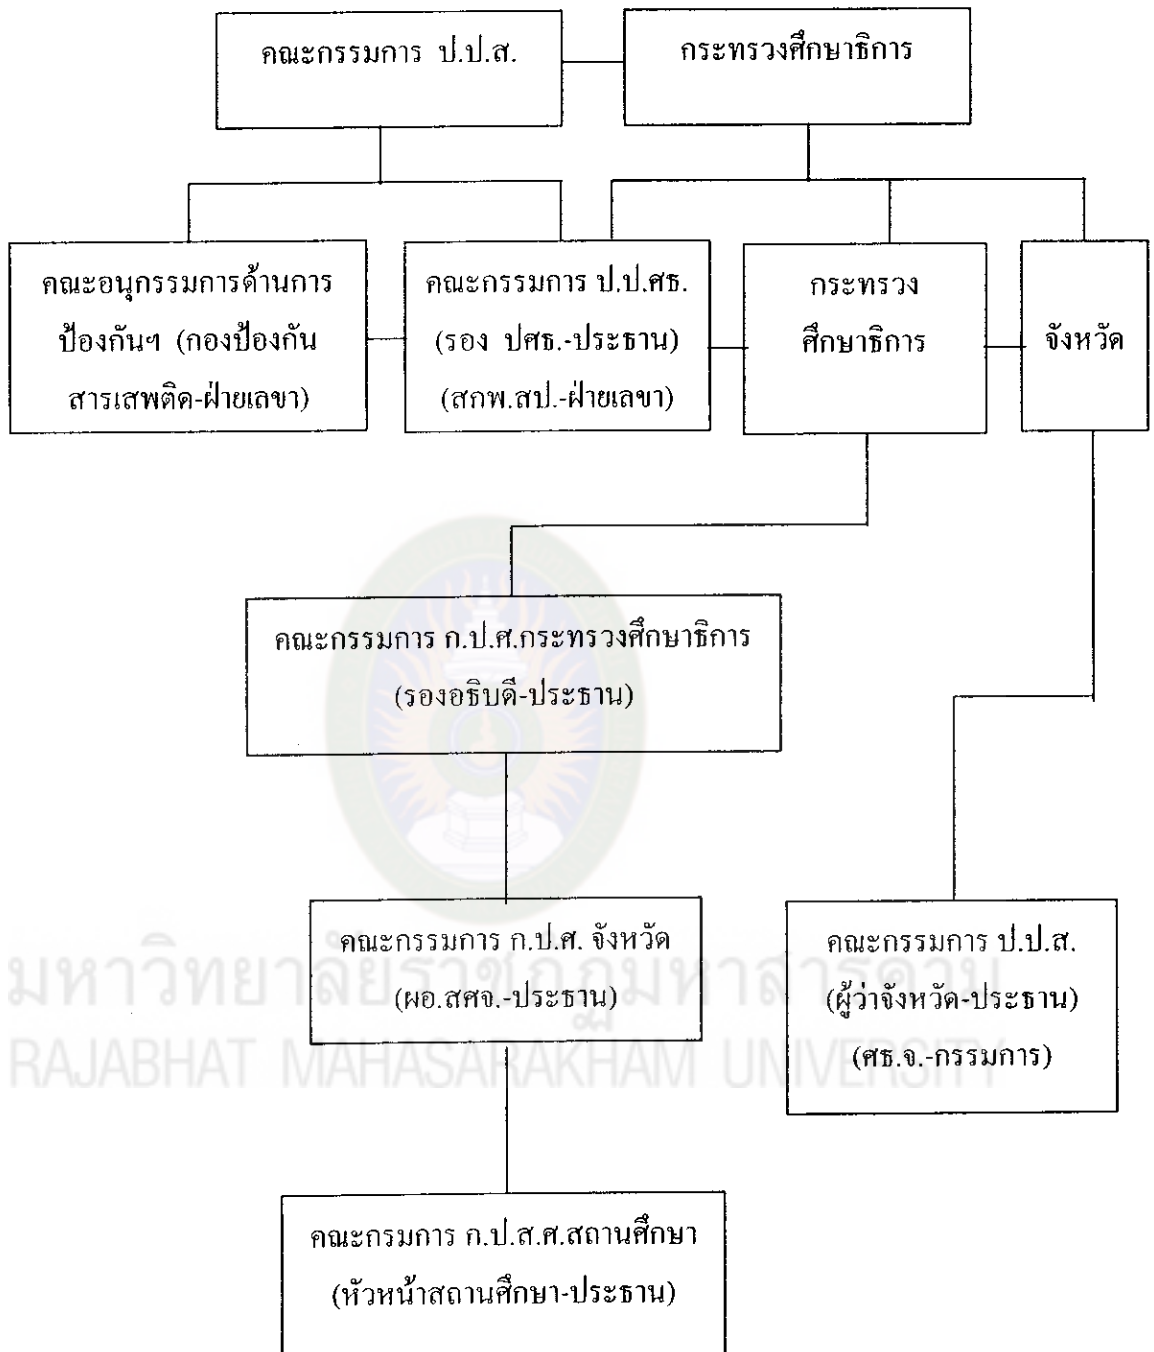 คณะกรรมการ ป.ป.ส.
กระทรวงศึกษาธิการ
คณะอนุกรรมการด้านการ
ป้องกันฯ (กองป้องกัน
สารเสพติด-ฝ่ายเลขา)
คณะกรรมการ ป.ป.ศธ.
(รอง ปศธ.-ประธาน)
(สกพ.สป.-ฝ่ายเลขา)
กระทรวง
ศึกษาธิการ
จังหวัด
คณะกรรมการ ก.ป.ศ.กระทรวงศึกษาธิการ
(รองอธิบดี-ประธาน)
คณะกรรมการ ก.ป.ศ. จังหวัด
(ผอ.สศจ.-ประธาน)
คณะกรรมการ ป.ป.ส.
(ผู้ว่าจังหวัด-ประธาน)
(ศธ.จ.-กรรมการ)
มหาวิทยาลัยราชภัฏมหาสารคาม
RAJABHAT MAHASARAKHAM UNIVERSITY
คณะกรมการ ก.ป.ส.ศ.สถานศึกษา
(หัวหน้าสถานศึกษา-ประธาน)